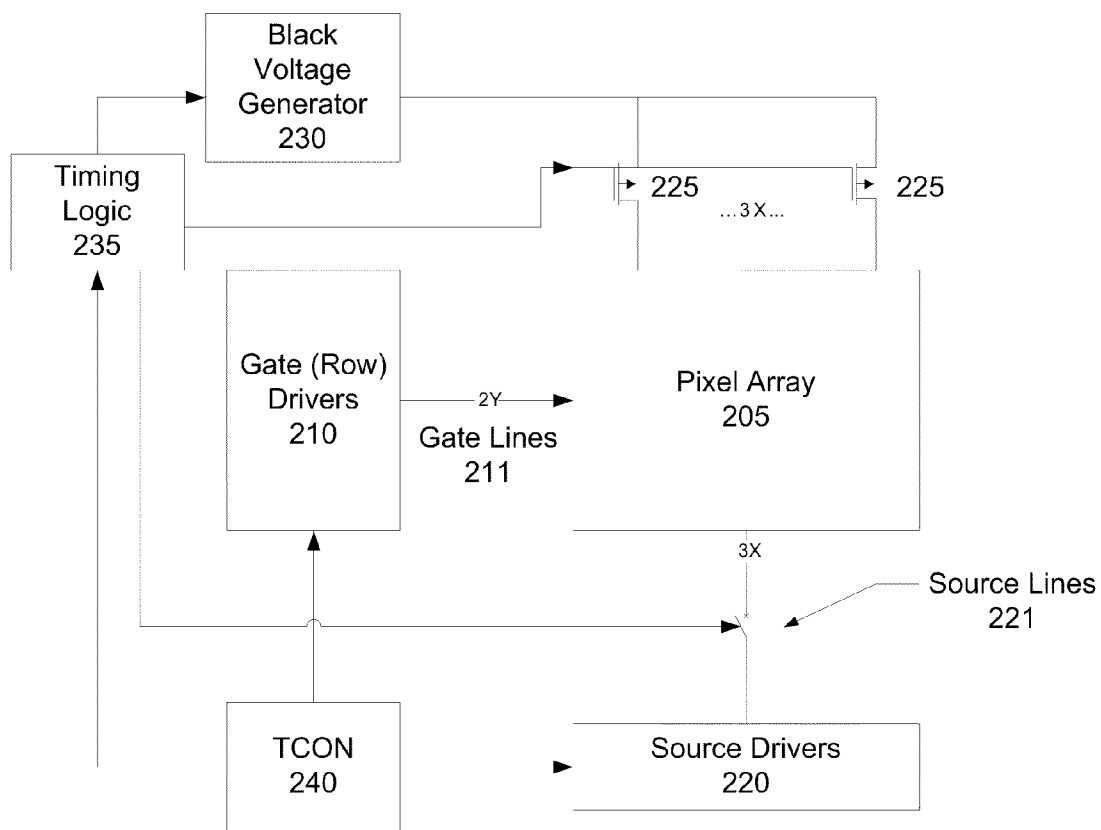 Black
Voltage
Generator
230
Timing
Logic
235
225
225
...3X...
Gate (Row)
Drivers
210
2Y
Gate Lines
211
Pixel Array
205
3X
Source Lines
221
TCON
240
Source Drivers
220